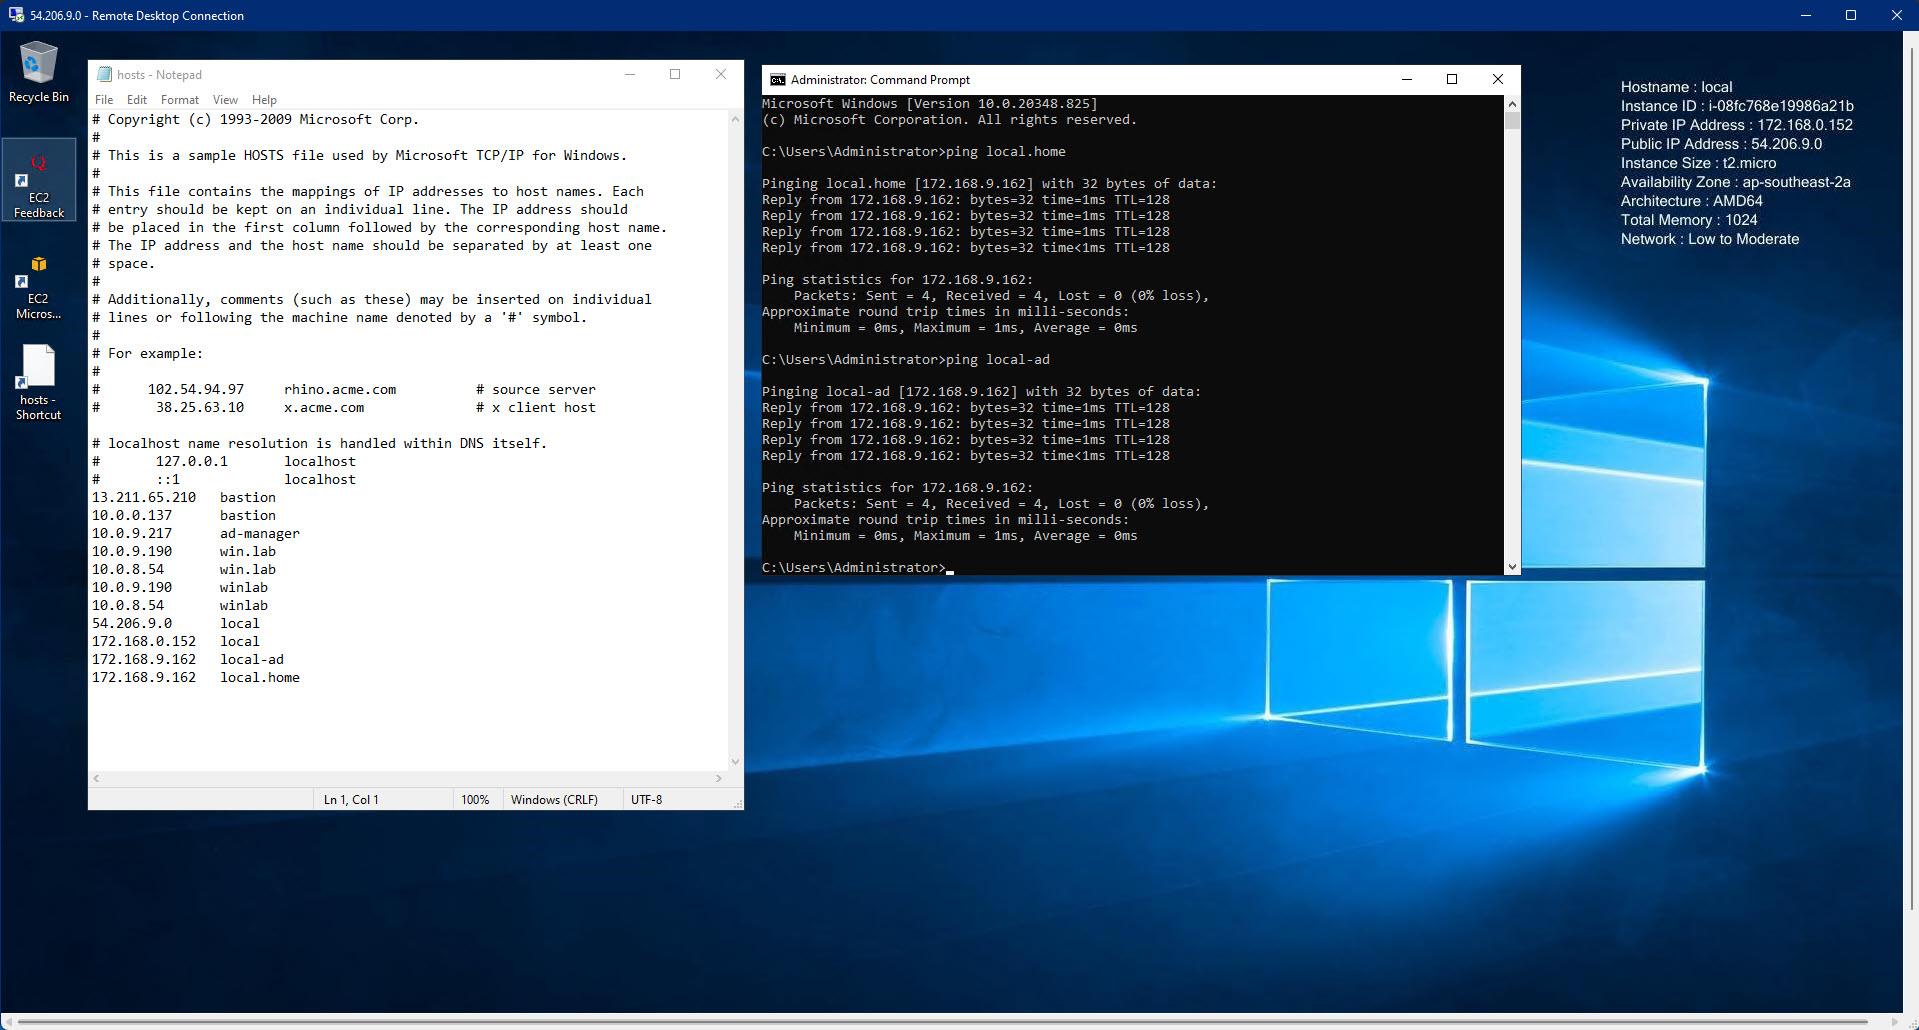 54.206.9.0 - Remote Desktop Connection
Recycle Bin
EC2
Feedback
EC2
Micros...
hosts -
Shortcut
hosts - Notepad
File Edit Format View Help
# Copyright (c) 1993-2009 Microsoft Corp.
#
# This is a sample HOSTS file used by Microsoft TCP/IP for Windows.
#
# This file contains the mappings of IP addresses to host names. Each
# entry should be kept on an individual line. The IP address should
# be placed in the first column followed by the corresponding host name.
# The IP address and the host name should be separated by at least one
# space.
#
# Additionally, comments (such as these) may be inserted on individual
# lines or following the machine name denoted by a '#' symbol.
#
# For example:
#
#      102.54.94.97     rhino.acme.com          # source server
#       38.25.63.10     x.acme.com              # x client host

# localhost name resolution is handled within DNS itself.
#       127.0.0.1       localhost
#       ::1             localhost
13.211.65.210   bastion
10.0.0.137      bastion
10.0.9.217      ad-manager
10.0.9.190      win.lab
10.0.8.54       win.lab
10.0.9.190      winlab
10.0.8.54       winlab
54.206.9.0      local
172.168.0.152   local
172.168.9.162   local-ad
172.168.9.162   local.home
Ln 1, Col 1 100% Windows (CRLF) UTF-8
Administrator: Command Prompt
Microsoft Windows [Version 10.0.20348.825]
(c) Microsoft Corporation. All rights reserved.

C:\Users\Administrator>ping local.home

Pinging local.home [172.168.9.162] with 32 bytes of data:
Reply from 172.168.9.162: bytes=32 time=1ms TTL=128
Reply from 172.168.9.162: bytes=32 time=1ms TTL=128
Reply from 172.168.9.162: bytes=32 time=1ms TTL=128
Reply from 172.168.9.162: bytes=32 time<1ms TTL=128

Ping statistics for 172.168.9.162:
    Packets: Sent = 4, Received = 4, Lost = 0 (0% loss),
Approximate round trip times in milli-seconds:
    Minimum = 0ms, Maximum = 1ms, Average = 0ms

C:\Users\Administrator>ping local-ad

Pinging local-ad [172.168.9.162] with 32 bytes of data:
Reply from 172.168.9.162: bytes=32 time=1ms TTL=128
Reply from 172.168.9.162: bytes=32 time=1ms TTL=128
Reply from 172.168.9.162: bytes=32 time=1ms TTL=128
Reply from 172.168.9.162: bytes=32 time<1ms TTL=128

Ping statistics for 172.168.9.162:
    Packets: Sent = 4, Received = 4, Lost = 0 (0% loss),
Approximate round trip times in milli-seconds:
    Minimum = 0ms, Maximum = 1ms, Average = 0ms

C:\Users\Administrator>
Hostname : local
Instance ID : i-08fc768e19986a21b
Private IP Address : 172.168.0.152
Public IP Address : 54.206.9.0
Instance Size : t2.micro
Availability Zone : ap-southeast-2a
Architecture : AMD64
Total Memory : 1024
Network : Low to Moderate